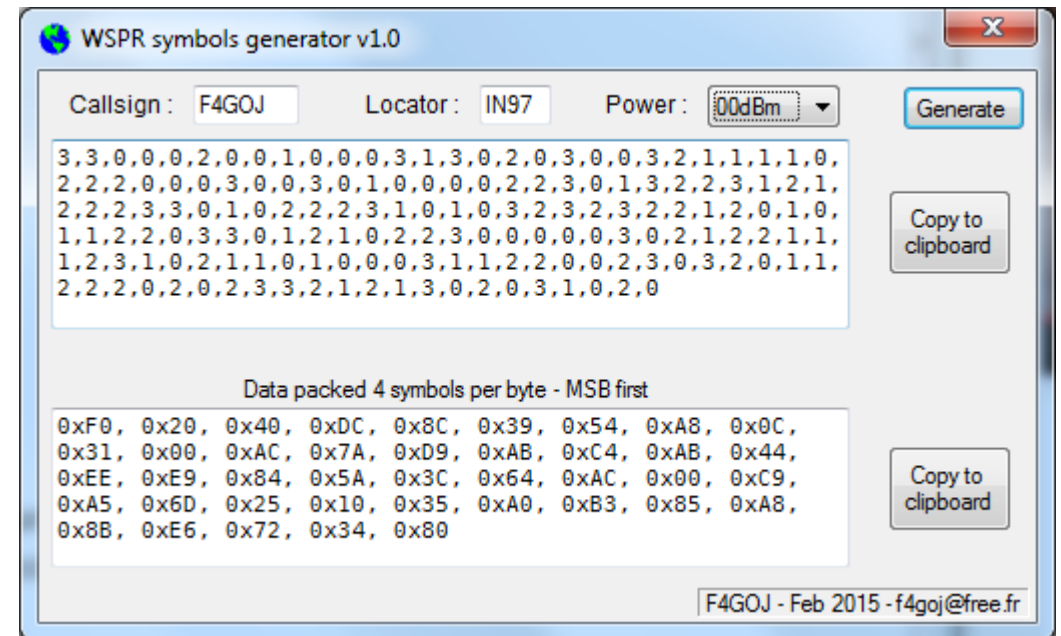 WSPR symbols generator v1.0
Callsign : F4GOJ Locator : IN97 Power : 00dBm Generate
3,3,0,0,0,2,0,0,1,0,0,0,3,1,3,0,2,0,3,0,0,3,2,1,1,1,1,0,
2,2,2,0,0,0,3,0,0,3,0,1,0,0,0,0,2,2,3,0,1,3,2,2,3,1,2,1,
2,2,2,3,3,0,1,0,2,2,2,3,1,0,1,0,3,2,3,2,3,2,2,1,2,0,1,0,
1,1,2,2,0,3,3,0,1,2,1,0,2,2,3,0,0,0,0,0,3,0,2,1,2,2,1,1,
1,2,3,1,0,2,1,1,0,1,0,0,0,3,1,1,2,2,0,0,2,3,0,3,2,0,1,1,
2,2,2,0,2,0,2,3,3,2,1,2,1,3,0,2,0,3,1,0,2,0
Copy to
clipboard
Data packed 4 symbols per byte - MSB first
0xF0, 0x20, 0x40, 0xDC, 0x8C, 0x39, 0x54, 0xA8, 0x0C,
0x31, 0x00, 0xAC, 0x7A, 0xD9, 0xAB, 0xC4, 0xAB, 0x44,
0xEE, 0xE9, 0x84, 0x5A, 0x3C, 0x64, 0xAC, 0x00, 0xC9,
0xA5, 0x6D, 0x25, 0x10, 0x35, 0xA0, 0xB3, 0x85, 0xA8,
0x8B, 0xE6, 0x72, 0x34, 0x80
Copy to
clipboard
F4GOJ - Feb 2015 - f4goj@free.fr